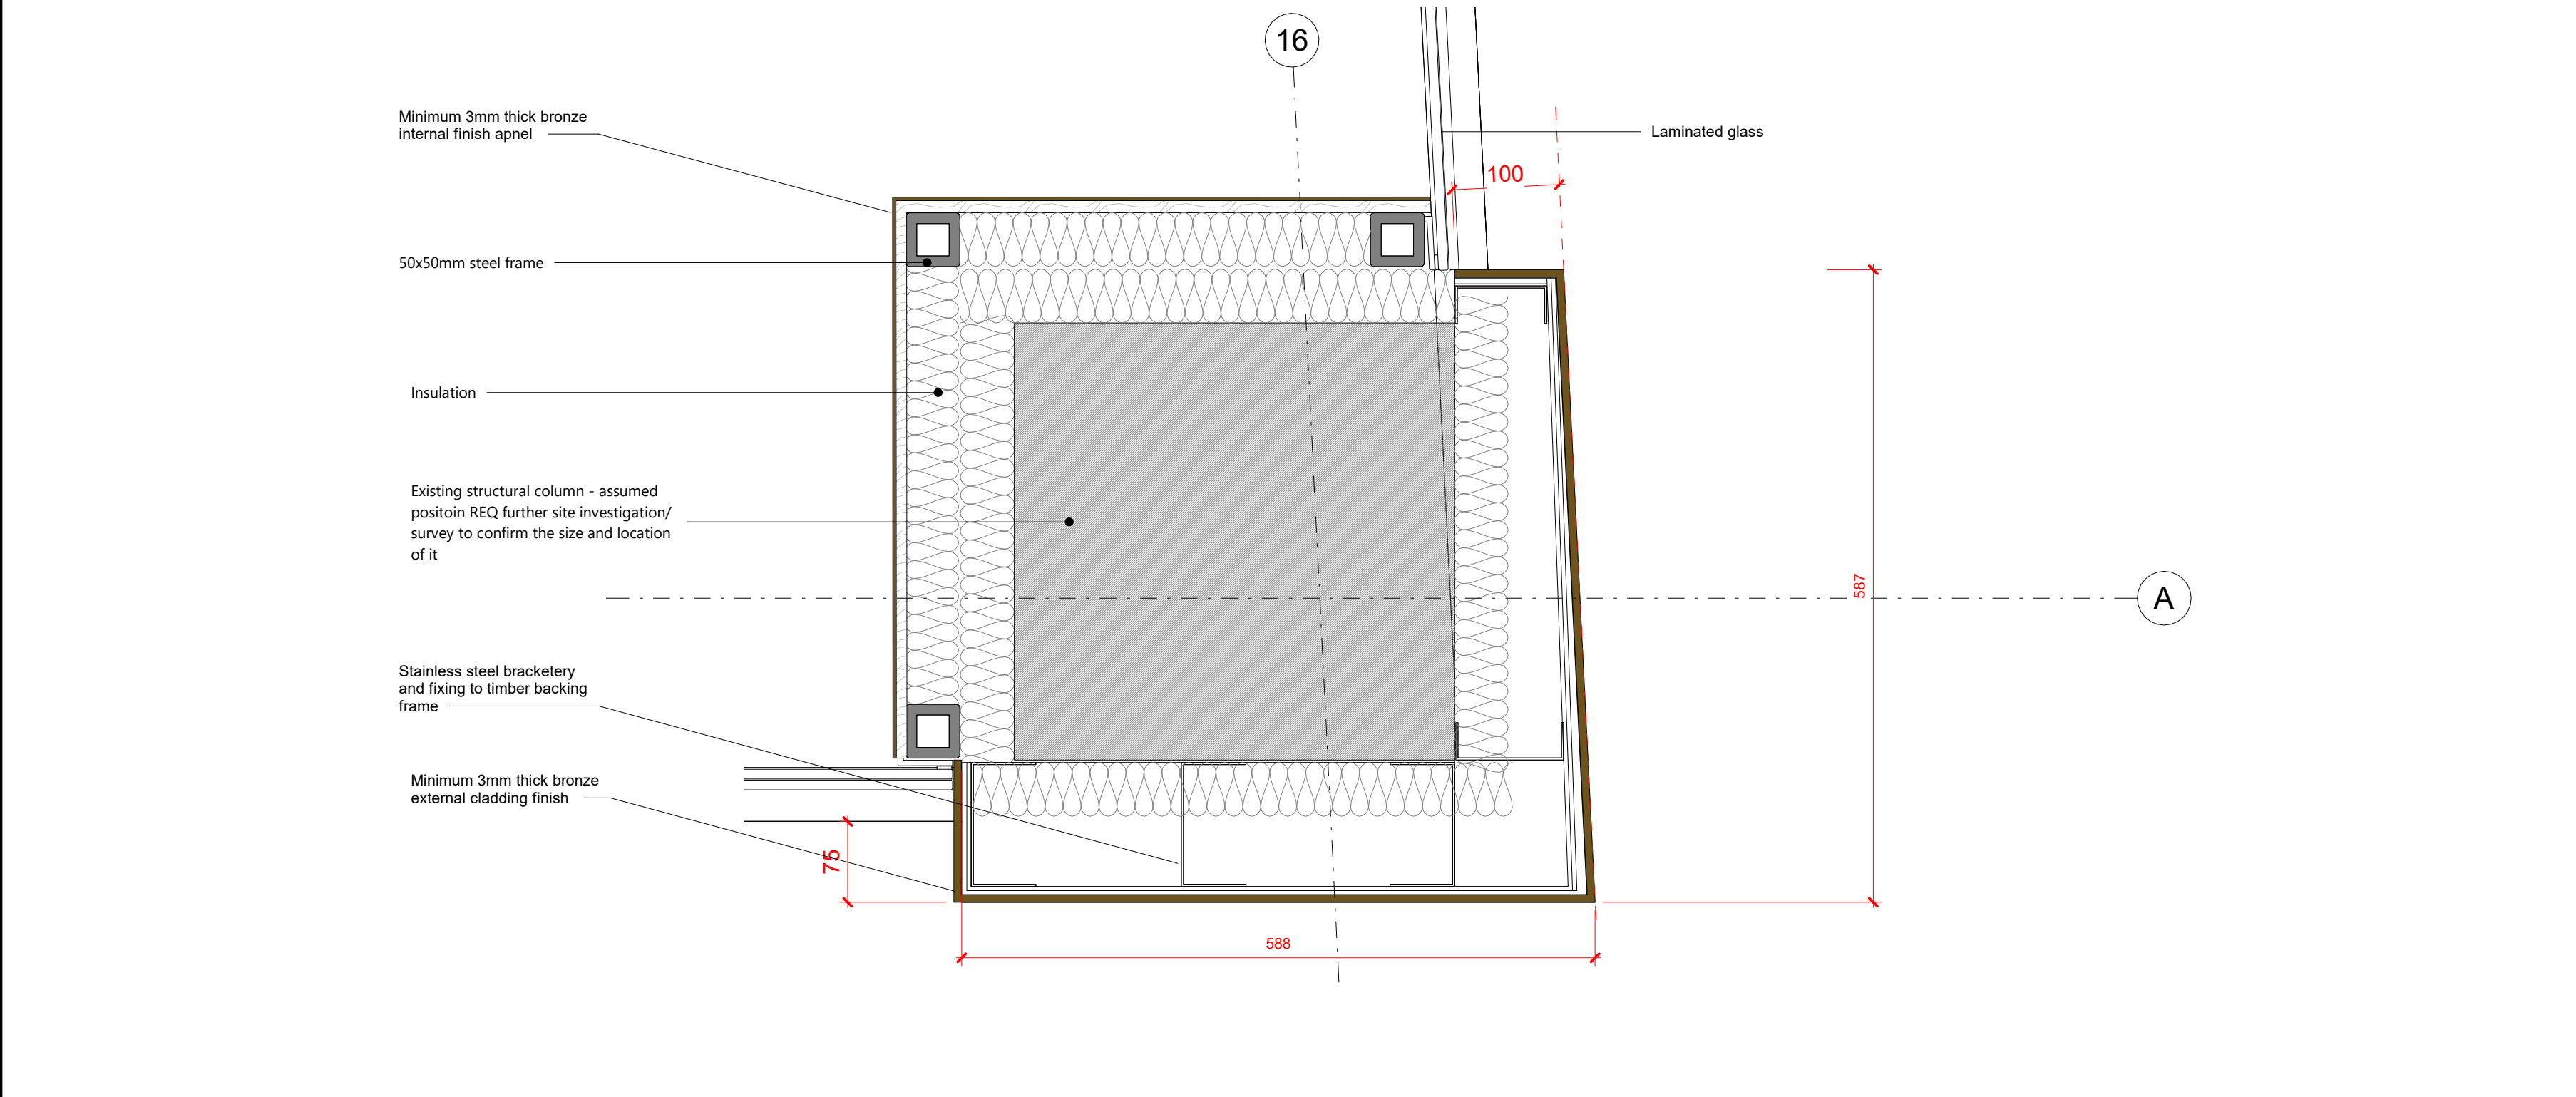 16
Minimum 3mm thick bronze
internal finish apnel
Laminated glass
100
50x50mm steel frame
Insulation
Existing structural column - assumed
positoin REQ further site investigation/
survey to confirm the size and location
of it
587
A
Stainless steel bracketery
and fixing to timber backing
frame
Minimum 3mm thick bronze
external cladding finish
75
588